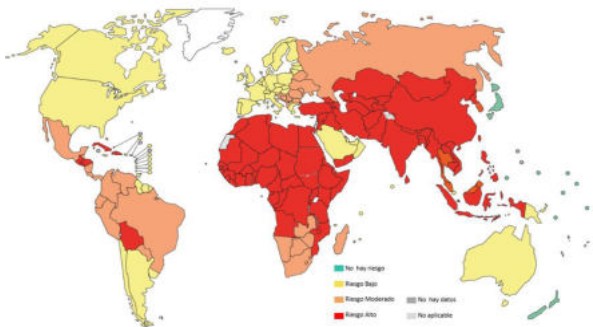 No hay riesgo
Riesgo Bajo
Riesgo Moderado
No hay datos
Riesgo Alto
No aplicable